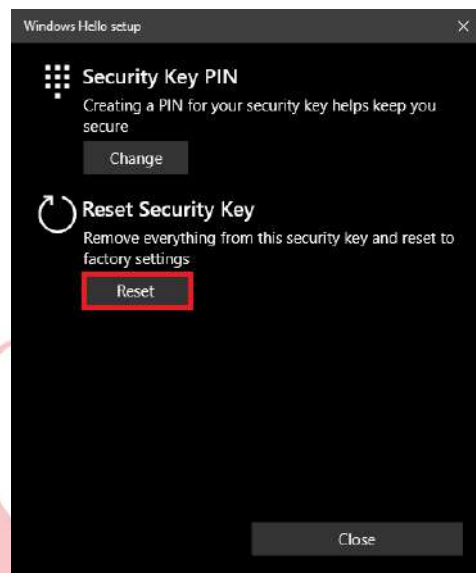 Windows Hello setup
Security Key PIN
Creating a PIN for your security key helps keep you
secure
Change
Reset Security Key
Remove everything from this security key and reset to
factory settings
Reset
Close